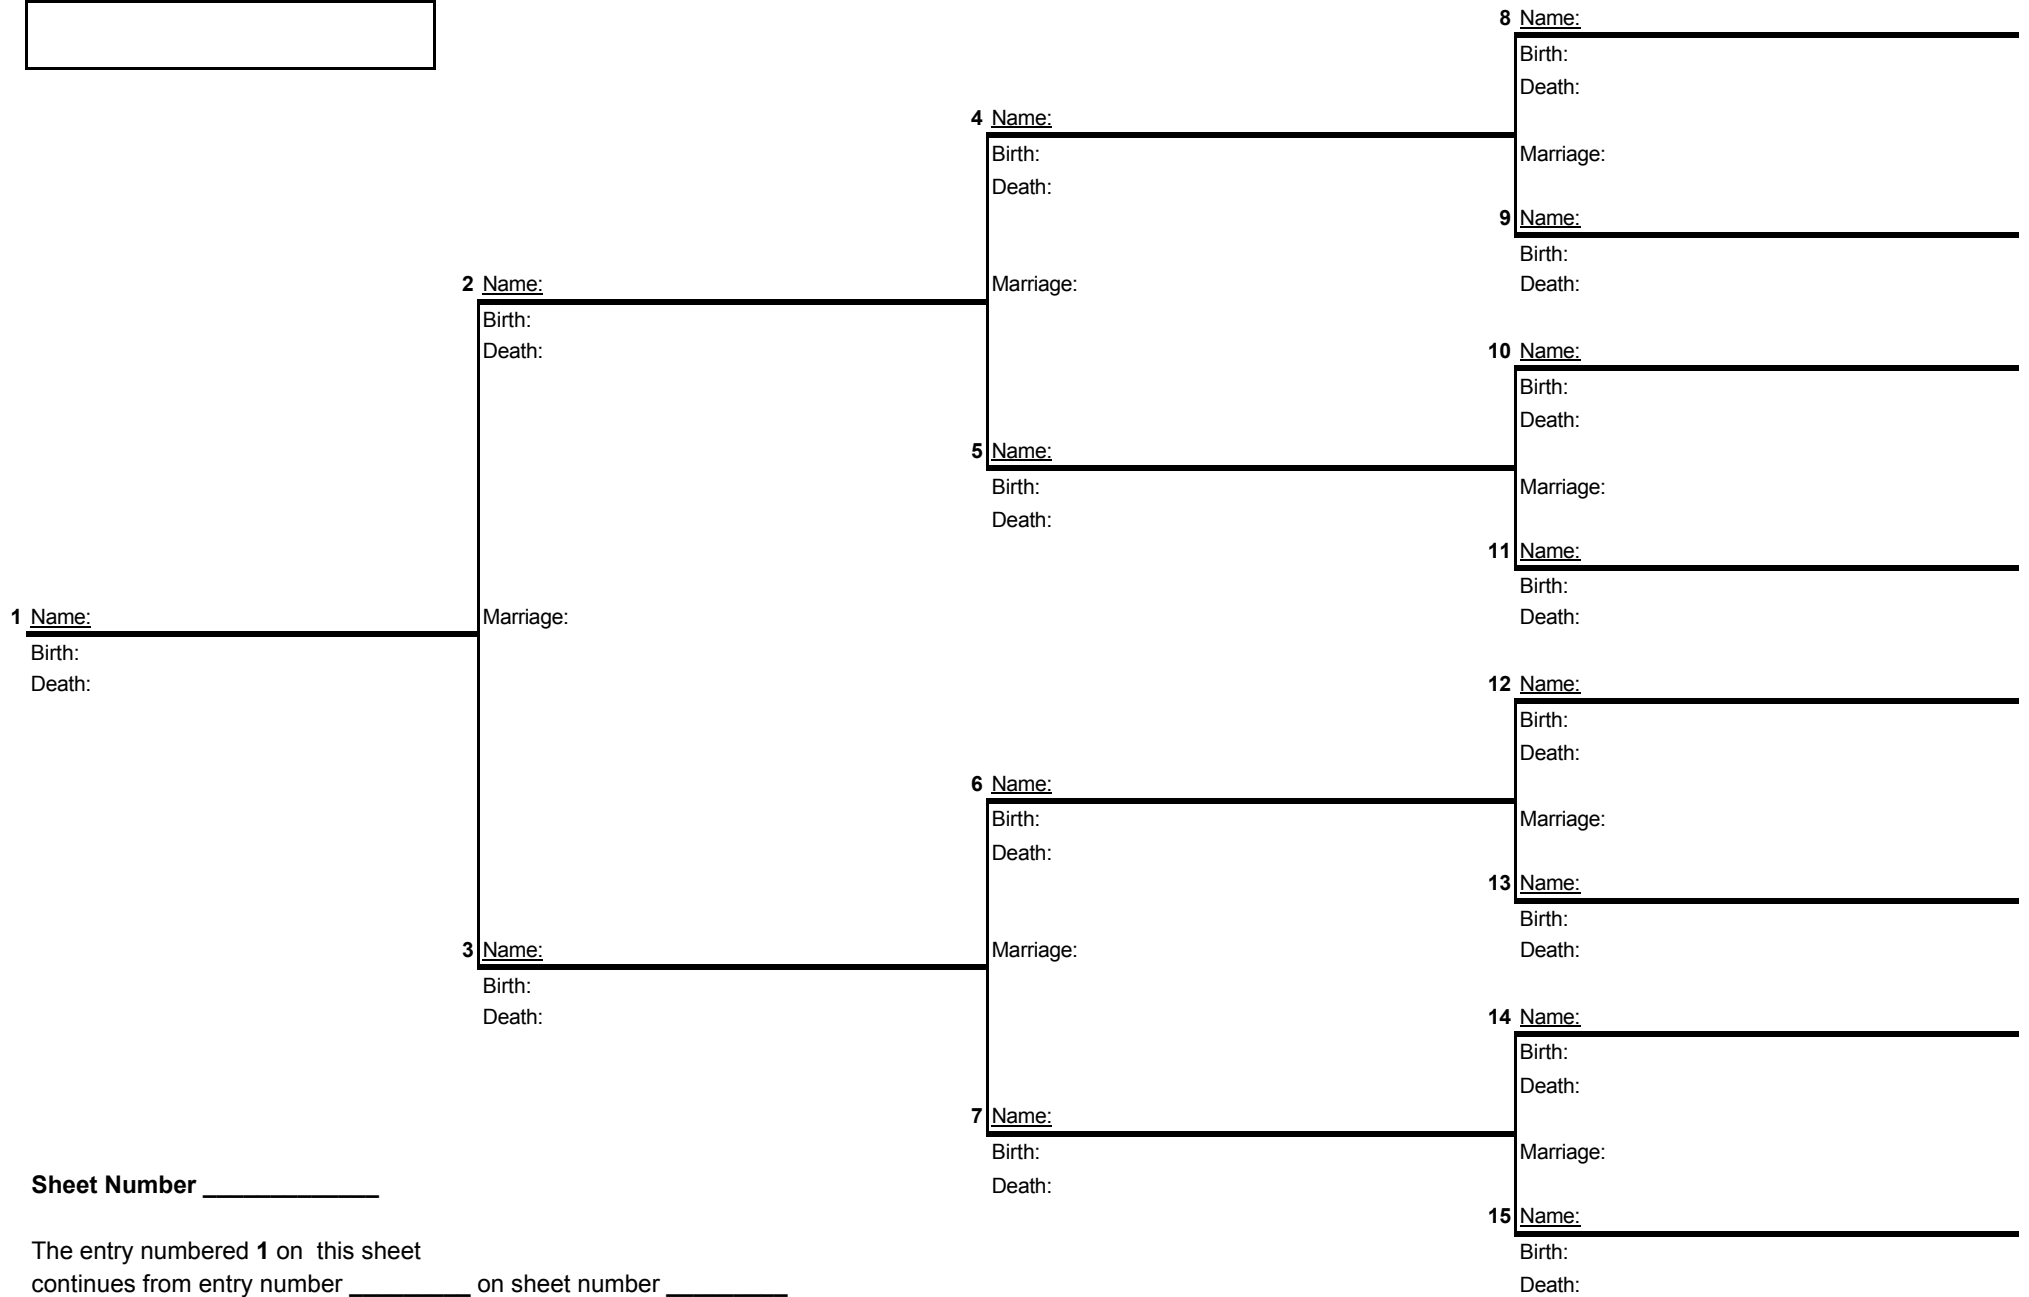 8 Name:
Birth:
Death:
4 Name:
Birth:
Marriage:
Death:
9 Name:
Birth:
2 Name:
Marriage:
Death:
Birth:
Death:
10 Name:
Birth:
Death:
5 Name:
Birth:
Marriage:
Death:
11 Name:
Birth:
1 Name:
Marriage:
Death:
Birth:
Death:
12 Name:
Birth:
Death:
6 Name:
Birth:
Marriage:
Death:
13 Name:
Birth:
3 Name:
Marriage:
Death:
Birth:
Death:
14 Name:
Birth:
Death:
7 Name:
Birth:
Marriage:
Sheet Number _____________
Death:
15 Name:
The entry numbered 1 on  this sheet
Birth:
continues from entry number _________ on sheet number _________
Death: